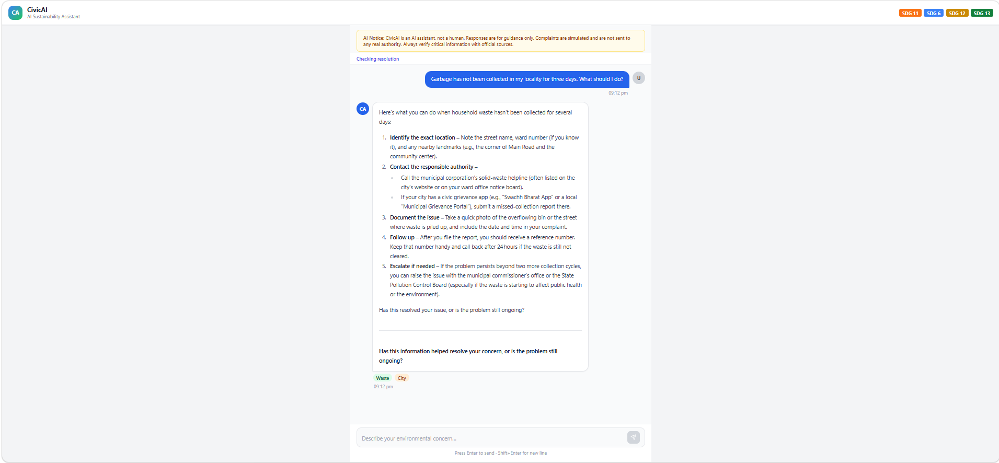 CA
CivicAI
AI Sustainability Assistant
SDG 11 SDG 6 SDG 12 SDG 13
AI Notice: CivicAI is an AI assistant, not a human. Responses are for guidance only. Complaints are simulated and are not sent to
any real authority. Always verify critical information with official sources.
Checking resolution
Garbage has not been collected in my locality for three days. What should I do?
U
09:12 pm
CA
Here's what you can do when household waste hasn't been collected for several
days:
1. Identify the exact location – Note the street name, ward number (if you know
it), and any nearby landmarks (e.g., the corner of Main Road and the
community center).
2. Contact the responsible authority –
Call the municipal corporation's solid-waste helpline (often listed on the
city's website or on your ward office notice board).
If your city has a civic grievance app (e.g., “Swachh Bharat App” or a local
“Municipal Grievance Portal”), submit a missed-collection report there.
3. Document the issue – Take a quick photo of the overflowing bin or the street
where waste is piled up, and include the date and time in your complaint.
4. Follow up – After you file the report, you should receive a reference number.
Keep that number handy and call back after 24 hours if the waste is still not
cleared.
5. Escalate if needed – If the problem persists beyond two more collection cycles,
you can raise the issue with the municipal commissioner's office or the State
Pollution Control Board (especially if the waste is starting to affect public health
or the environment).
Has this resolved your issue, or is the problem still ongoing?
Has this information helped resolve your concern, or is the problem still
ongoing?
Waste City
09:12 pm
Describe your environmental concern...
Press Enter to send · Shift+Enter for new line